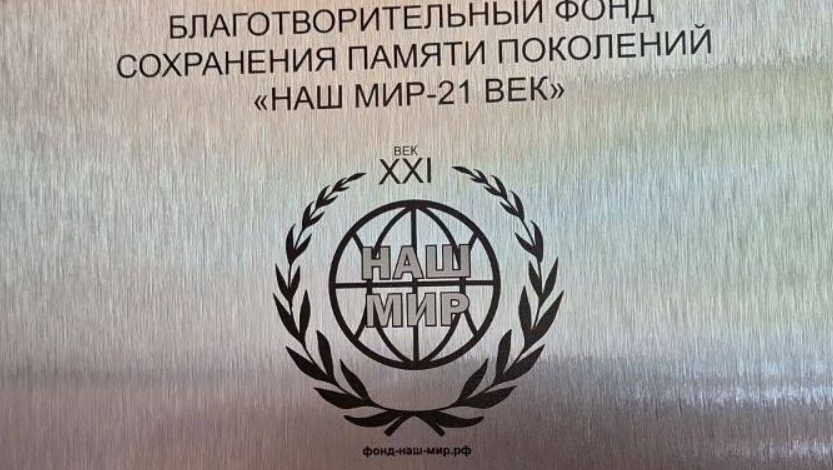 БЛАГОТВОРИТЕЛЬНЫЙ ФОНД
СОХРАНЕНИЯ ПАМЯТИ ПОКОЛЕНИЙ
«НАШ МИР-21 ВЕК»
ВЕК
XXI
НАШ
МИР
фонд-наш-мир.рф